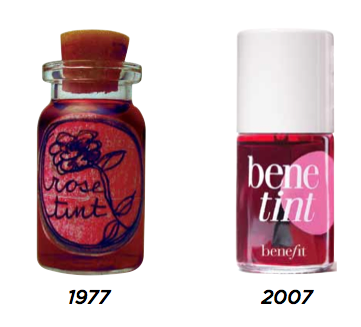 rose
tint
1977
bene
tint
benefit
2007